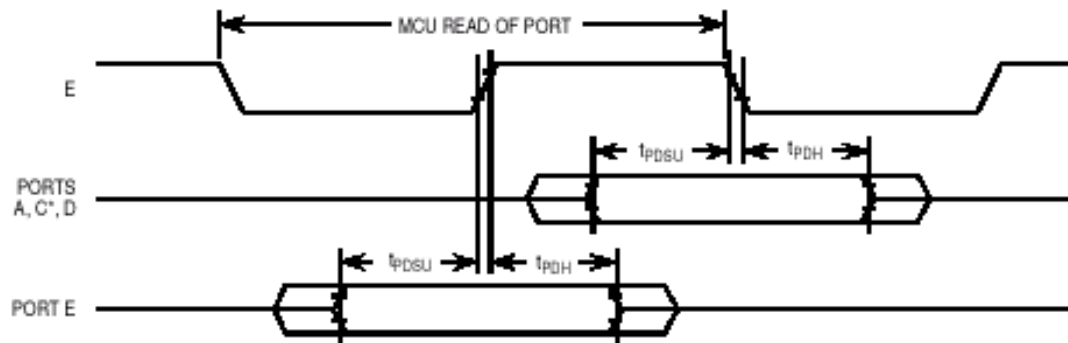 MCU READ OF PORT
E
tPDSU
tPDH
PORTS
A, C*, D
tPDSU
tPDH
PORT E